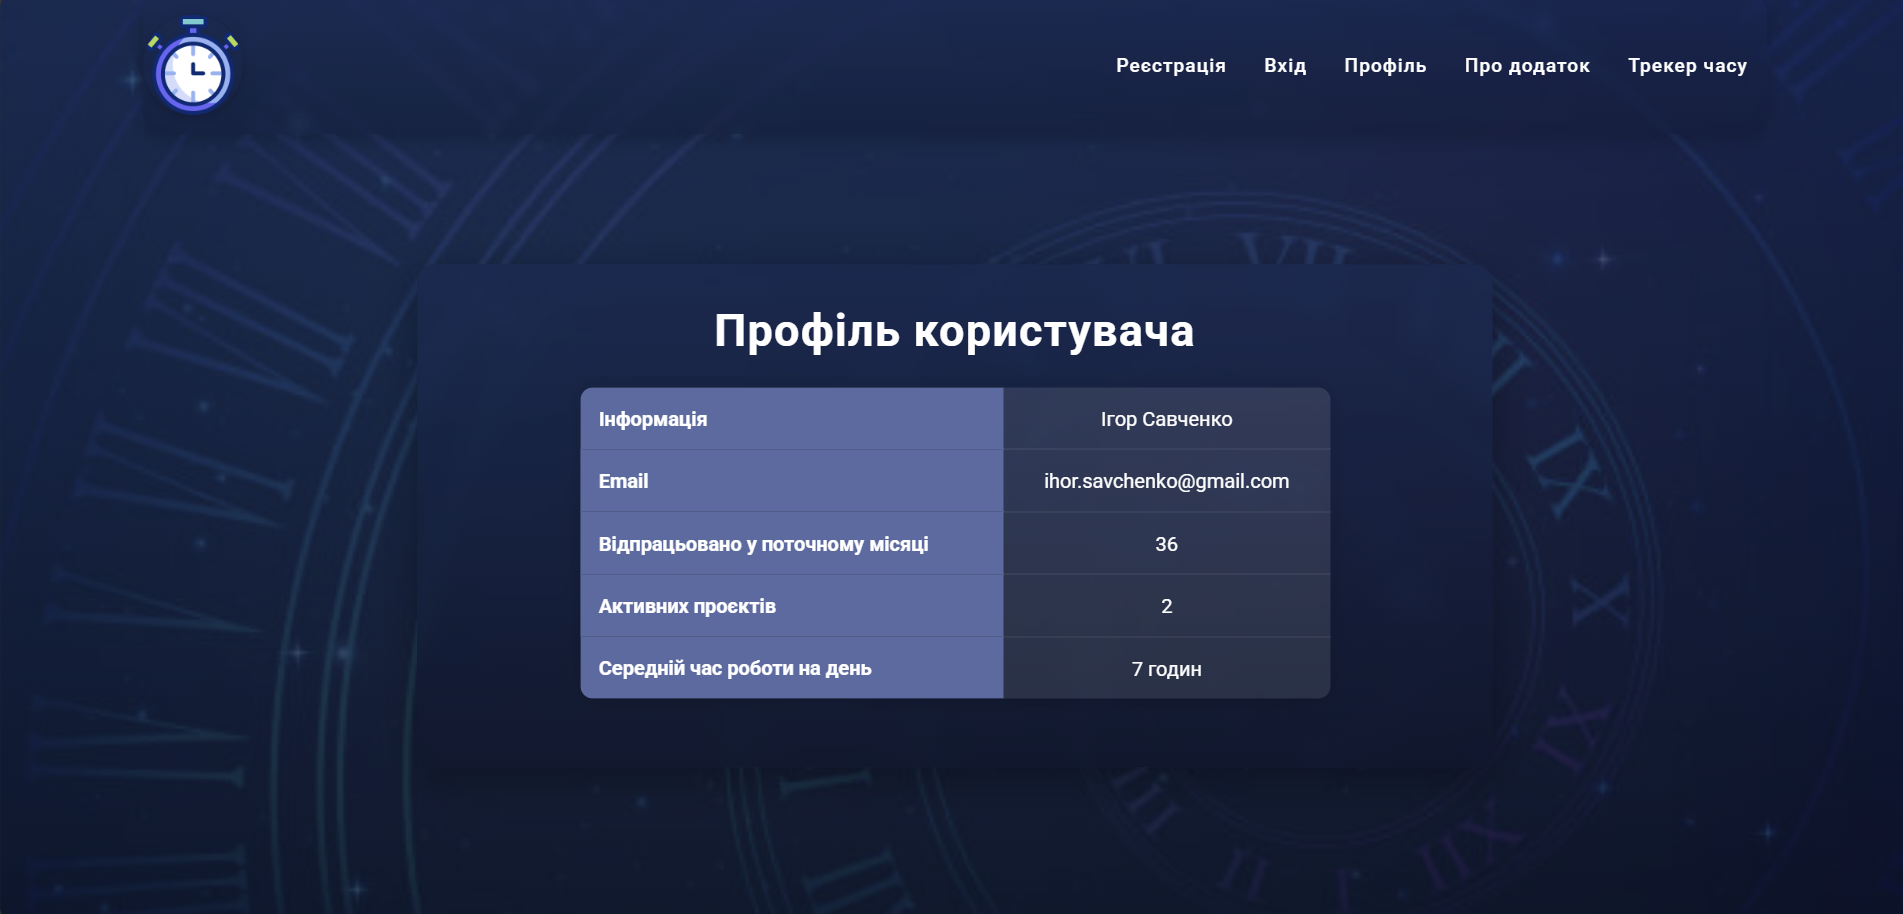 Реєстрація Вхід Профіль Про додаток Трекер часу
Профіль користувача
Інформація Ігор Савченко
Email ihor.savchenko@gmail.com
Відпрацьовано у поточному місяці 36
Активних проєктів 2
Середній час роботи на день 7 годин